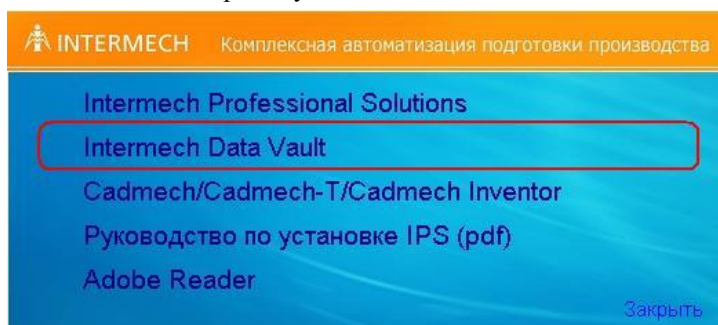 INTERMECH Комплексная автоматизация подготовки производства
Intermech Professional Solutions
Intermech Data Vault
Cadmech/Cadmech-T/Cadmech Inventor
Руководство по установке IPS (pdf)
Adobe Reader
Закрыть